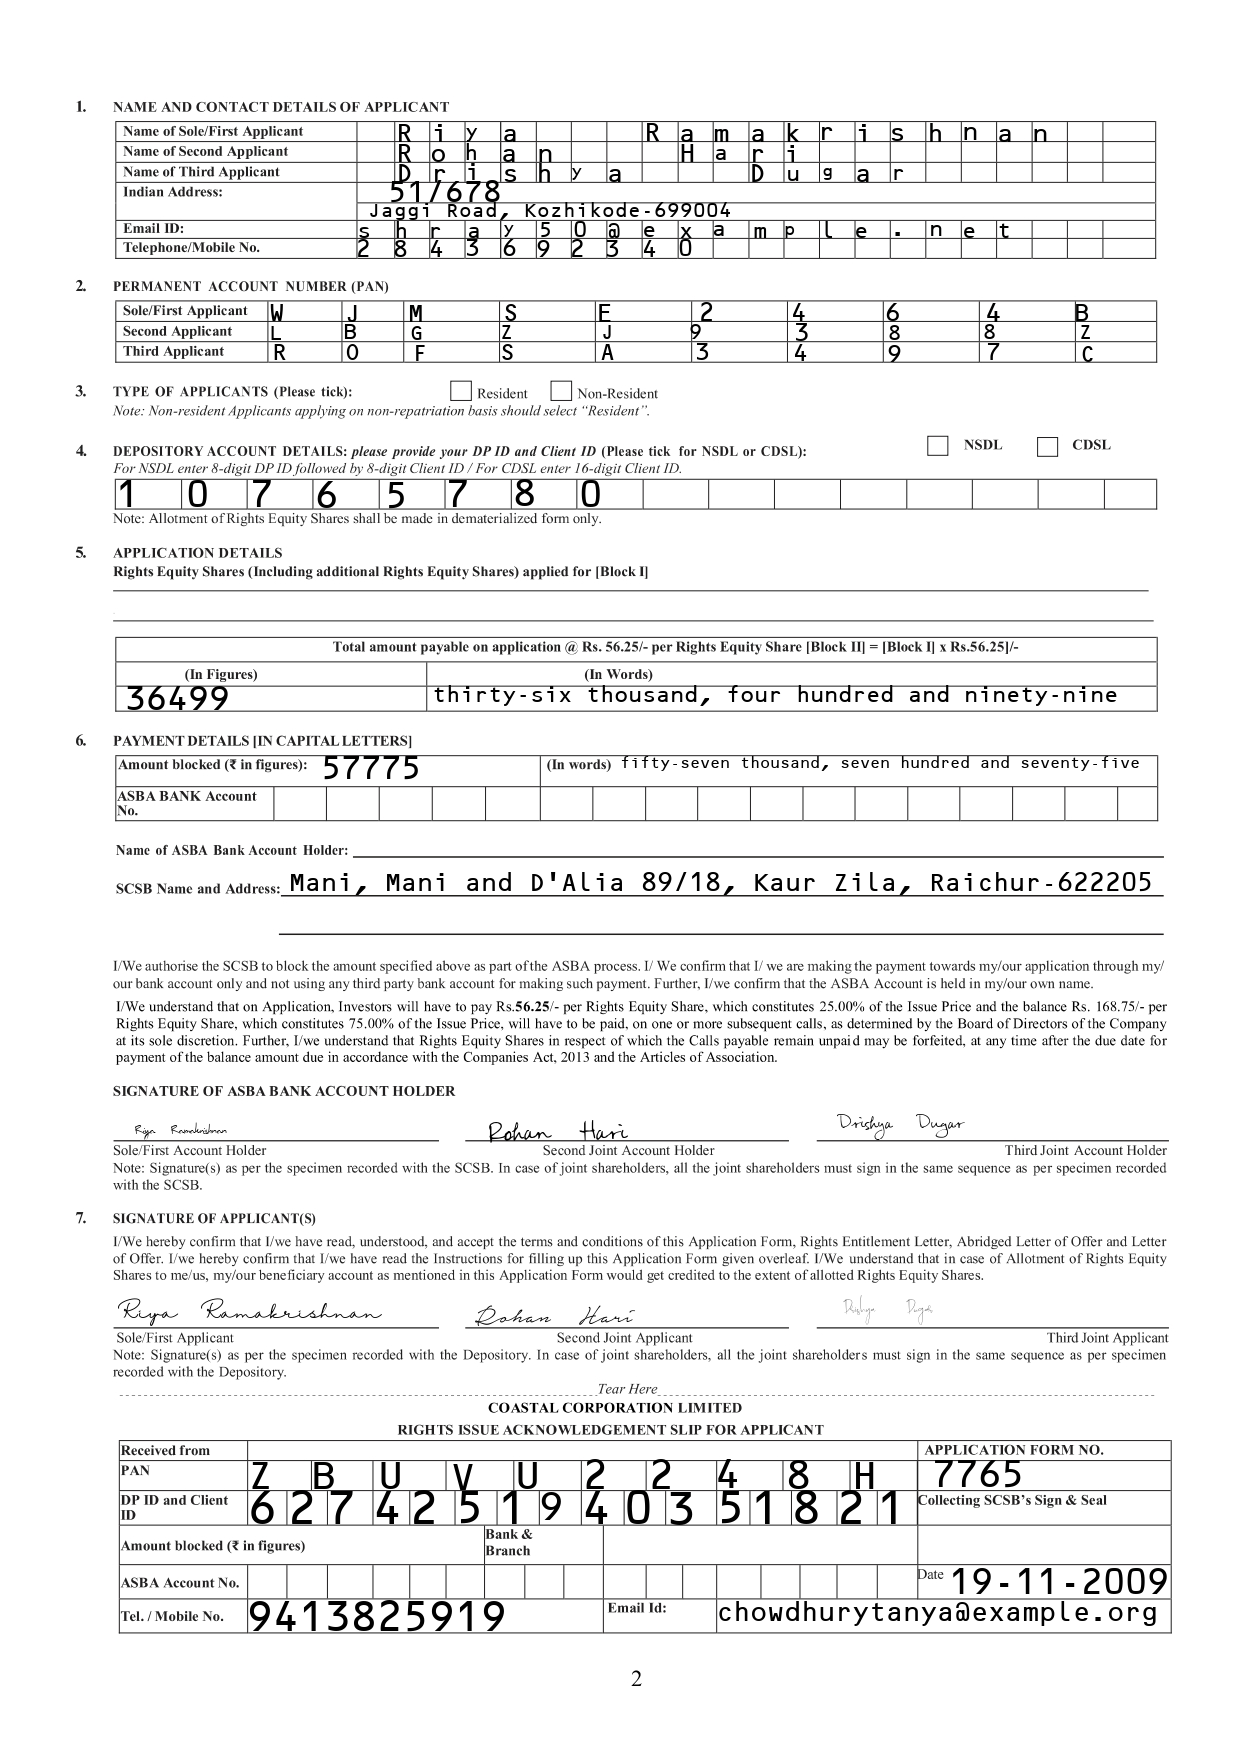 1. NAME AND CONTACT DETAILS OF APPLICANT
Name of Sole/First Applicant Riya Ramakrishnan
Name of Second Applicant Rohan Hari
Name of Third Applicant Drishya Dugar
Indian Address: 51/678
Jaggi Road, Kozhikode-699004
Email ID: shray50@example.net
Telephone/Mobile No. 2843692340
2. PERMANENT ACCOUNT NUMBER (PAN)
Sole/First Applicant W J M S E 2 4 6 4 B
Second Applicant L B G Z J 9 3 8 8 Z
Third Applicant R O F S A 3 4 9 7 C
3. TYPE OF APPLICANTS (Please tick): Resident Non-Resident
Note: Non-resident Applicants applying on non-repatriation basis should select “Resident”.
4. DEPOSITORY ACCOUNT DETAILS: please provide your DP ID and Client ID (Please tick for NSDL or CDSL): NSDL CDSL
For NSDL enter 8-digit DP ID followed by 8-digit Client ID / For CDSL enter 16-digit Client ID.
1 0 7 6 5 7 8 0
Note: Allotment of Rights Equity Shares shall be made in dematerialized form only.
5. APPLICATION DETAILS
Rights Equity Shares (Including additional Rights Equity Shares) applied for [Block I]
Total amount payable on application @ Rs. 56.25/- per Rights Equity Share [Block II] = [Block I] x Rs.56.25]/-
(In Figures) (In Words)
36499 thirty-six thousand, four hundred and ninety-nine
6. PAYMENT DETAILS [IN CAPITAL LETTERS]
Amount blocked (₹ in figures): 57775 (In words) fifty-seven thousand, seven hundred and seventy-five
ASBA BANK Account
No.
Name of ASBA Bank Account Holder:
SCSB Name and Address: Mani, Mani and D'Alia 89/18, Kaur Zila, Raichur-622205
I/We authorise the SCSB to block the amount specified above as part of the ASBA process. I/ We confirm that I/ we are making the payment towards my/our application through my/
our bank account only and not using any third party bank account for making such payment. Further, I/we confirm that the ASBA Account is held in my/our own name.
I/We understand that on Application, Investors will have to pay Rs.56.25/- per Rights Equity Share, which constitutes 25.00% of the Issue Price and the balance Rs. 168.75/- per
Rights Equity Share, which constitutes 75.00% of the Issue Price, will have to be paid, on one or more subsequent calls, as determined by the Board of Directors of the Company
at its sole discretion. Further, I/we understand that Rights Equity Shares in respect of which the Calls payable remain unpaid may be forfeited, at any time after the due date for
payment of the balance amount due in accordance with the Companies Act, 2013 and the Articles of Association.
SIGNATURE OF ASBA BANK ACCOUNT HOLDER
Riya Ramakrishnan Rohan Hari Drishya Dugar
Sole/First Account Holder Second Joint Account Holder Third Joint Account Holder
Note: Signature(s) as per the specimen recorded with the SCSB. In case of joint shareholders, all the joint shareholders must sign in the same sequence as per specimen recorded
with the SCSB.
7. SIGNATURE OF APPLICANT(S)
I/We hereby confirm that I/we have read, understood, and accept the terms and conditions of this Application Form, Rights Entitlement Letter, Abridged Letter of Offer and Letter
of Offer. I/we hereby confirm that I/we have read the Instructions for filling up this Application Form given overleaf. I/We understand that in case of Allotment of Rights Equity
Shares to me/us, my/our beneficiary account as mentioned in this Application Form would get credited to the extent of allotted Rights Equity Shares.
Riya Ramakrishnan Rohan Hari Drishya Dugar
Sole/First Applicant Second Joint Applicant Third Joint Applicant
Note: Signature(s) as per the specimen recorded with the Depository. In case of joint shareholders, all the joint shareholders must sign in the same sequence as per specimen
recorded with the Depository.
Tear Here
COASTAL CORPORATION LIMITED
RIGHTS ISSUE ACKNOWLEDGEMENT SLIP FOR APPLICANT
Received from APPLICATION FORM NO.
PAN Z B U V U 2 2 4 8 H 7765
DP ID and Client
ID 6274251940351821 Collecting SCSB’s Sign & Seal
Amount blocked (₹ in figures) Bank &
Branch
ASBA Account No. Date 19-11-2009
Tel. / Mobile No. 9413825919 Email Id: chowdhurytanya@example.org
2